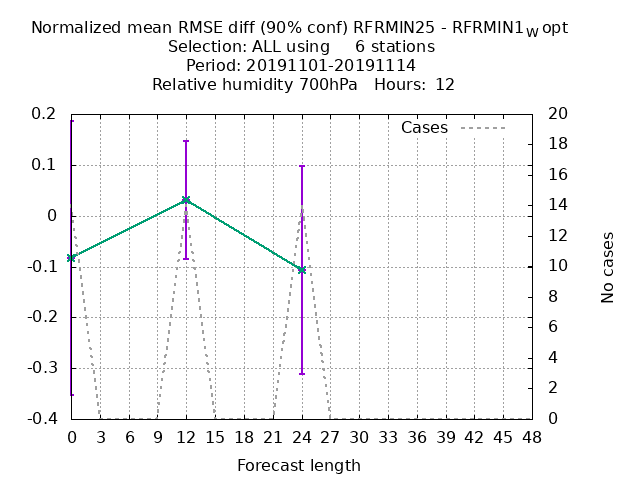 Normalized mean RMSE diff (90% conf) RFRMIN25 - RFRMIN1wopt
Selection: ALL using 6 stations
Period: 20191101-20191114
Relative humidity 700hPa Hours: 12
Cases
0.2
0.1
0
-0.1
-0.2
-0.3
-0.4
20
18
16
14
12
10
8
6
4
2
0
No cases
0 3 6 9 12 15 18 21 24 27 30 33 36 39 42 45 48
Forecast length